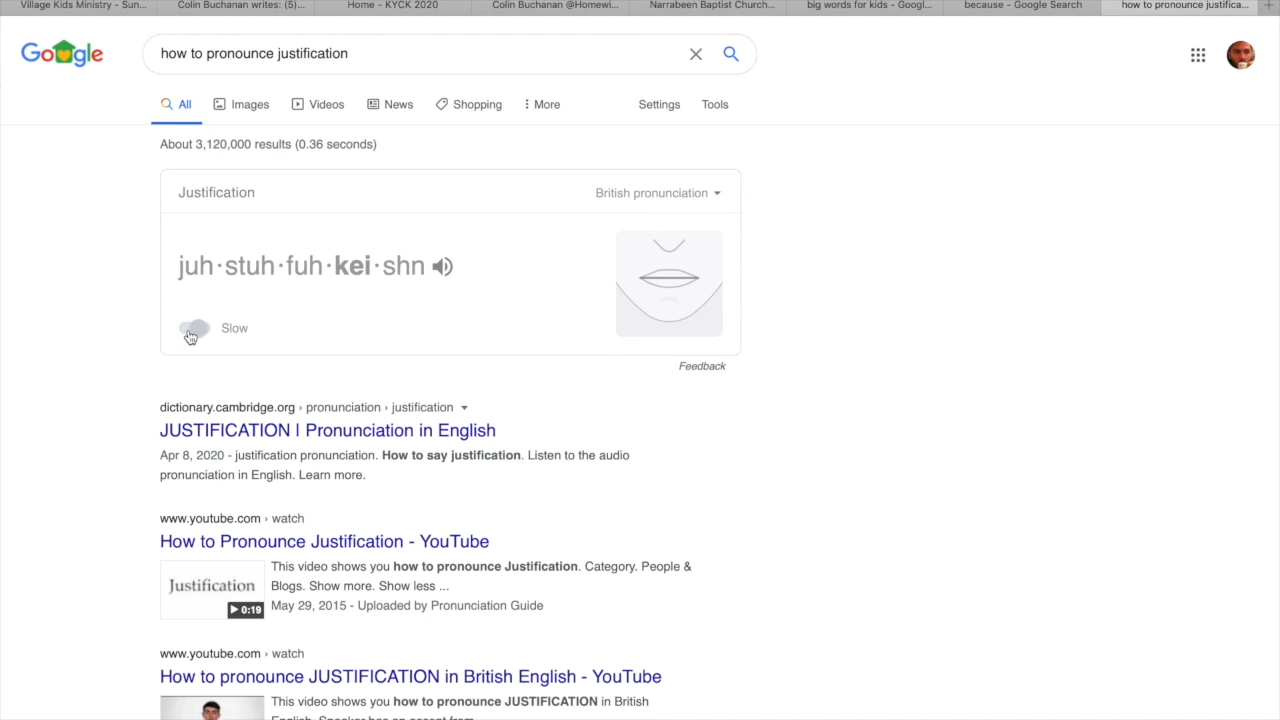 Village Kids Ministry - Sun...
Colin Buchanan writes: (5)...
Home - KYCK 2020
Colin Buchanan @Homewi...
Narrabeen Baptist Church...
big words for kids - Googl...
because - Google Search
how to pronounce justifica...
Google
how to pronounce justification
All
Images
Videos
News
Shopping
More
Settings
Tools
About 3,120,000 results (0.36 seconds)
Justification
British pronunciation
juh·stuh·fuh·kei·shn
Slow
Feedback
dictionary.cambridge.org › pronunciation › justification
JUSTIFICATION | Pronunciation in English
Apr 8, 2020 - justification pronunciation. How to say justification. Listen to the audio
pronunciation in English. Learn more.
www.youtube.com › watch
How to Pronounce Justification - YouTube
Justification
0:19
This video shows you how to pronounce Justification. Category. People &
Blogs. Show more. Show less ...
May 29, 2015 - Uploaded by Pronunciation Guide
www.youtube.com › watch
How to pronounce JUSTIFICATION in British English - YouTube
This video shows you how to pronounce JUSTIFICATION in British
English. Speaker has an accent from